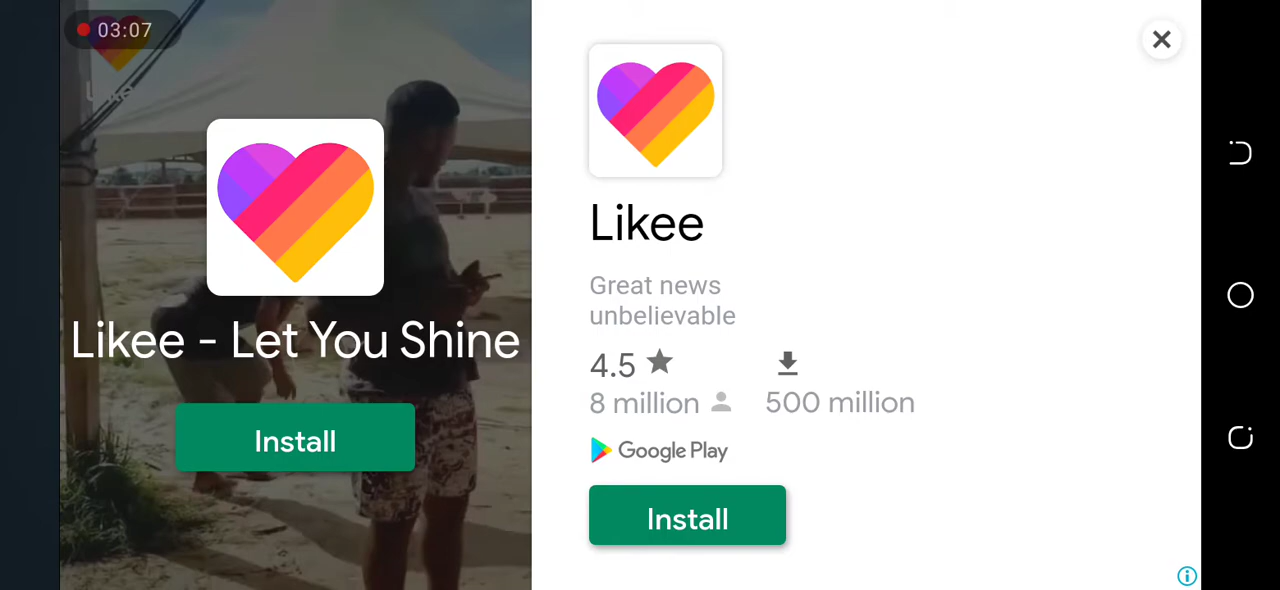 03:07
Likee - Let You Shine
Install
Likee
Great news
unbelievable
4.5
8 million
500 million
Google Play
Install